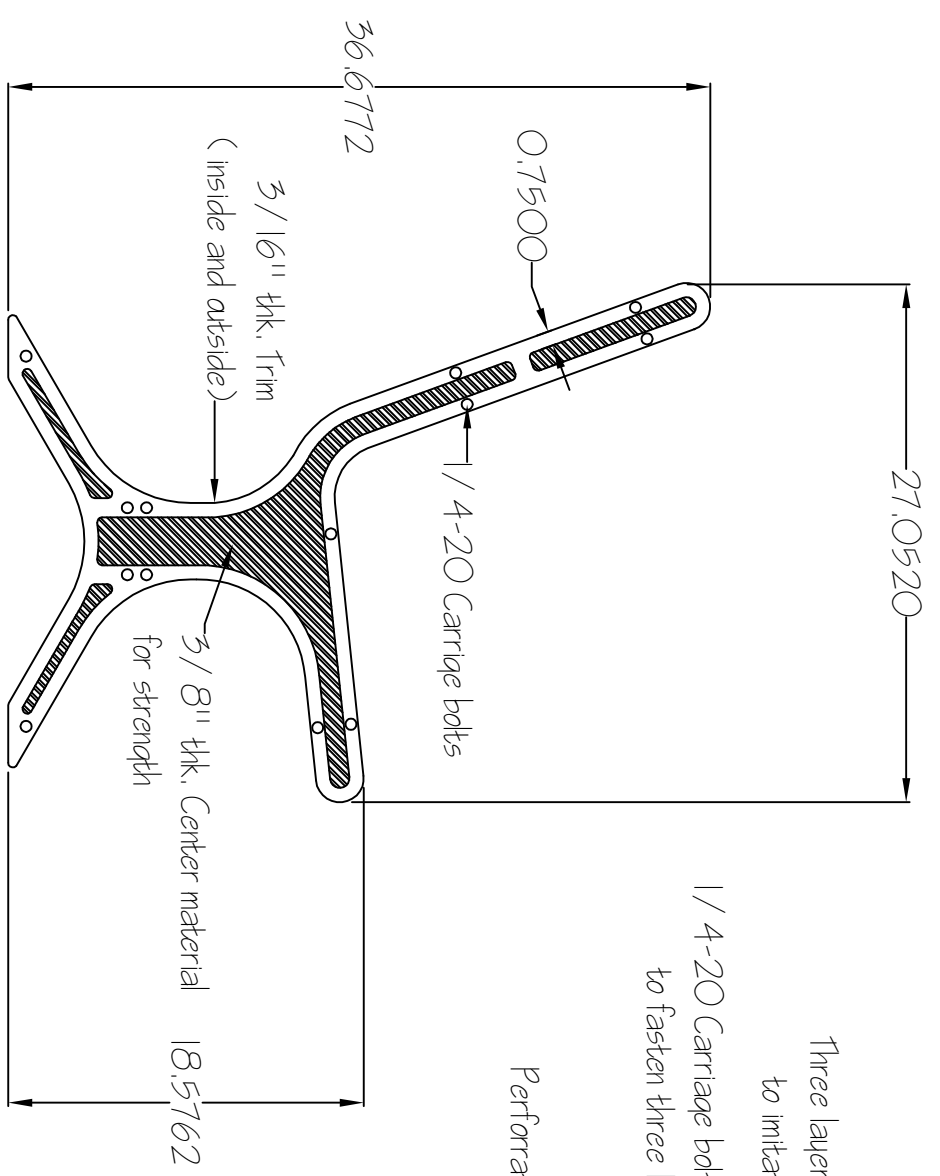 27.0520
36.6772
0.7500
1/4-20 Carrige bolts
3/16" thk. Trim
( inside and outside)
3/8" thk. Center material
for strength
18.5762
Three layer
to imita
1/4-20 Carriage bol
to fasten three
Perforra